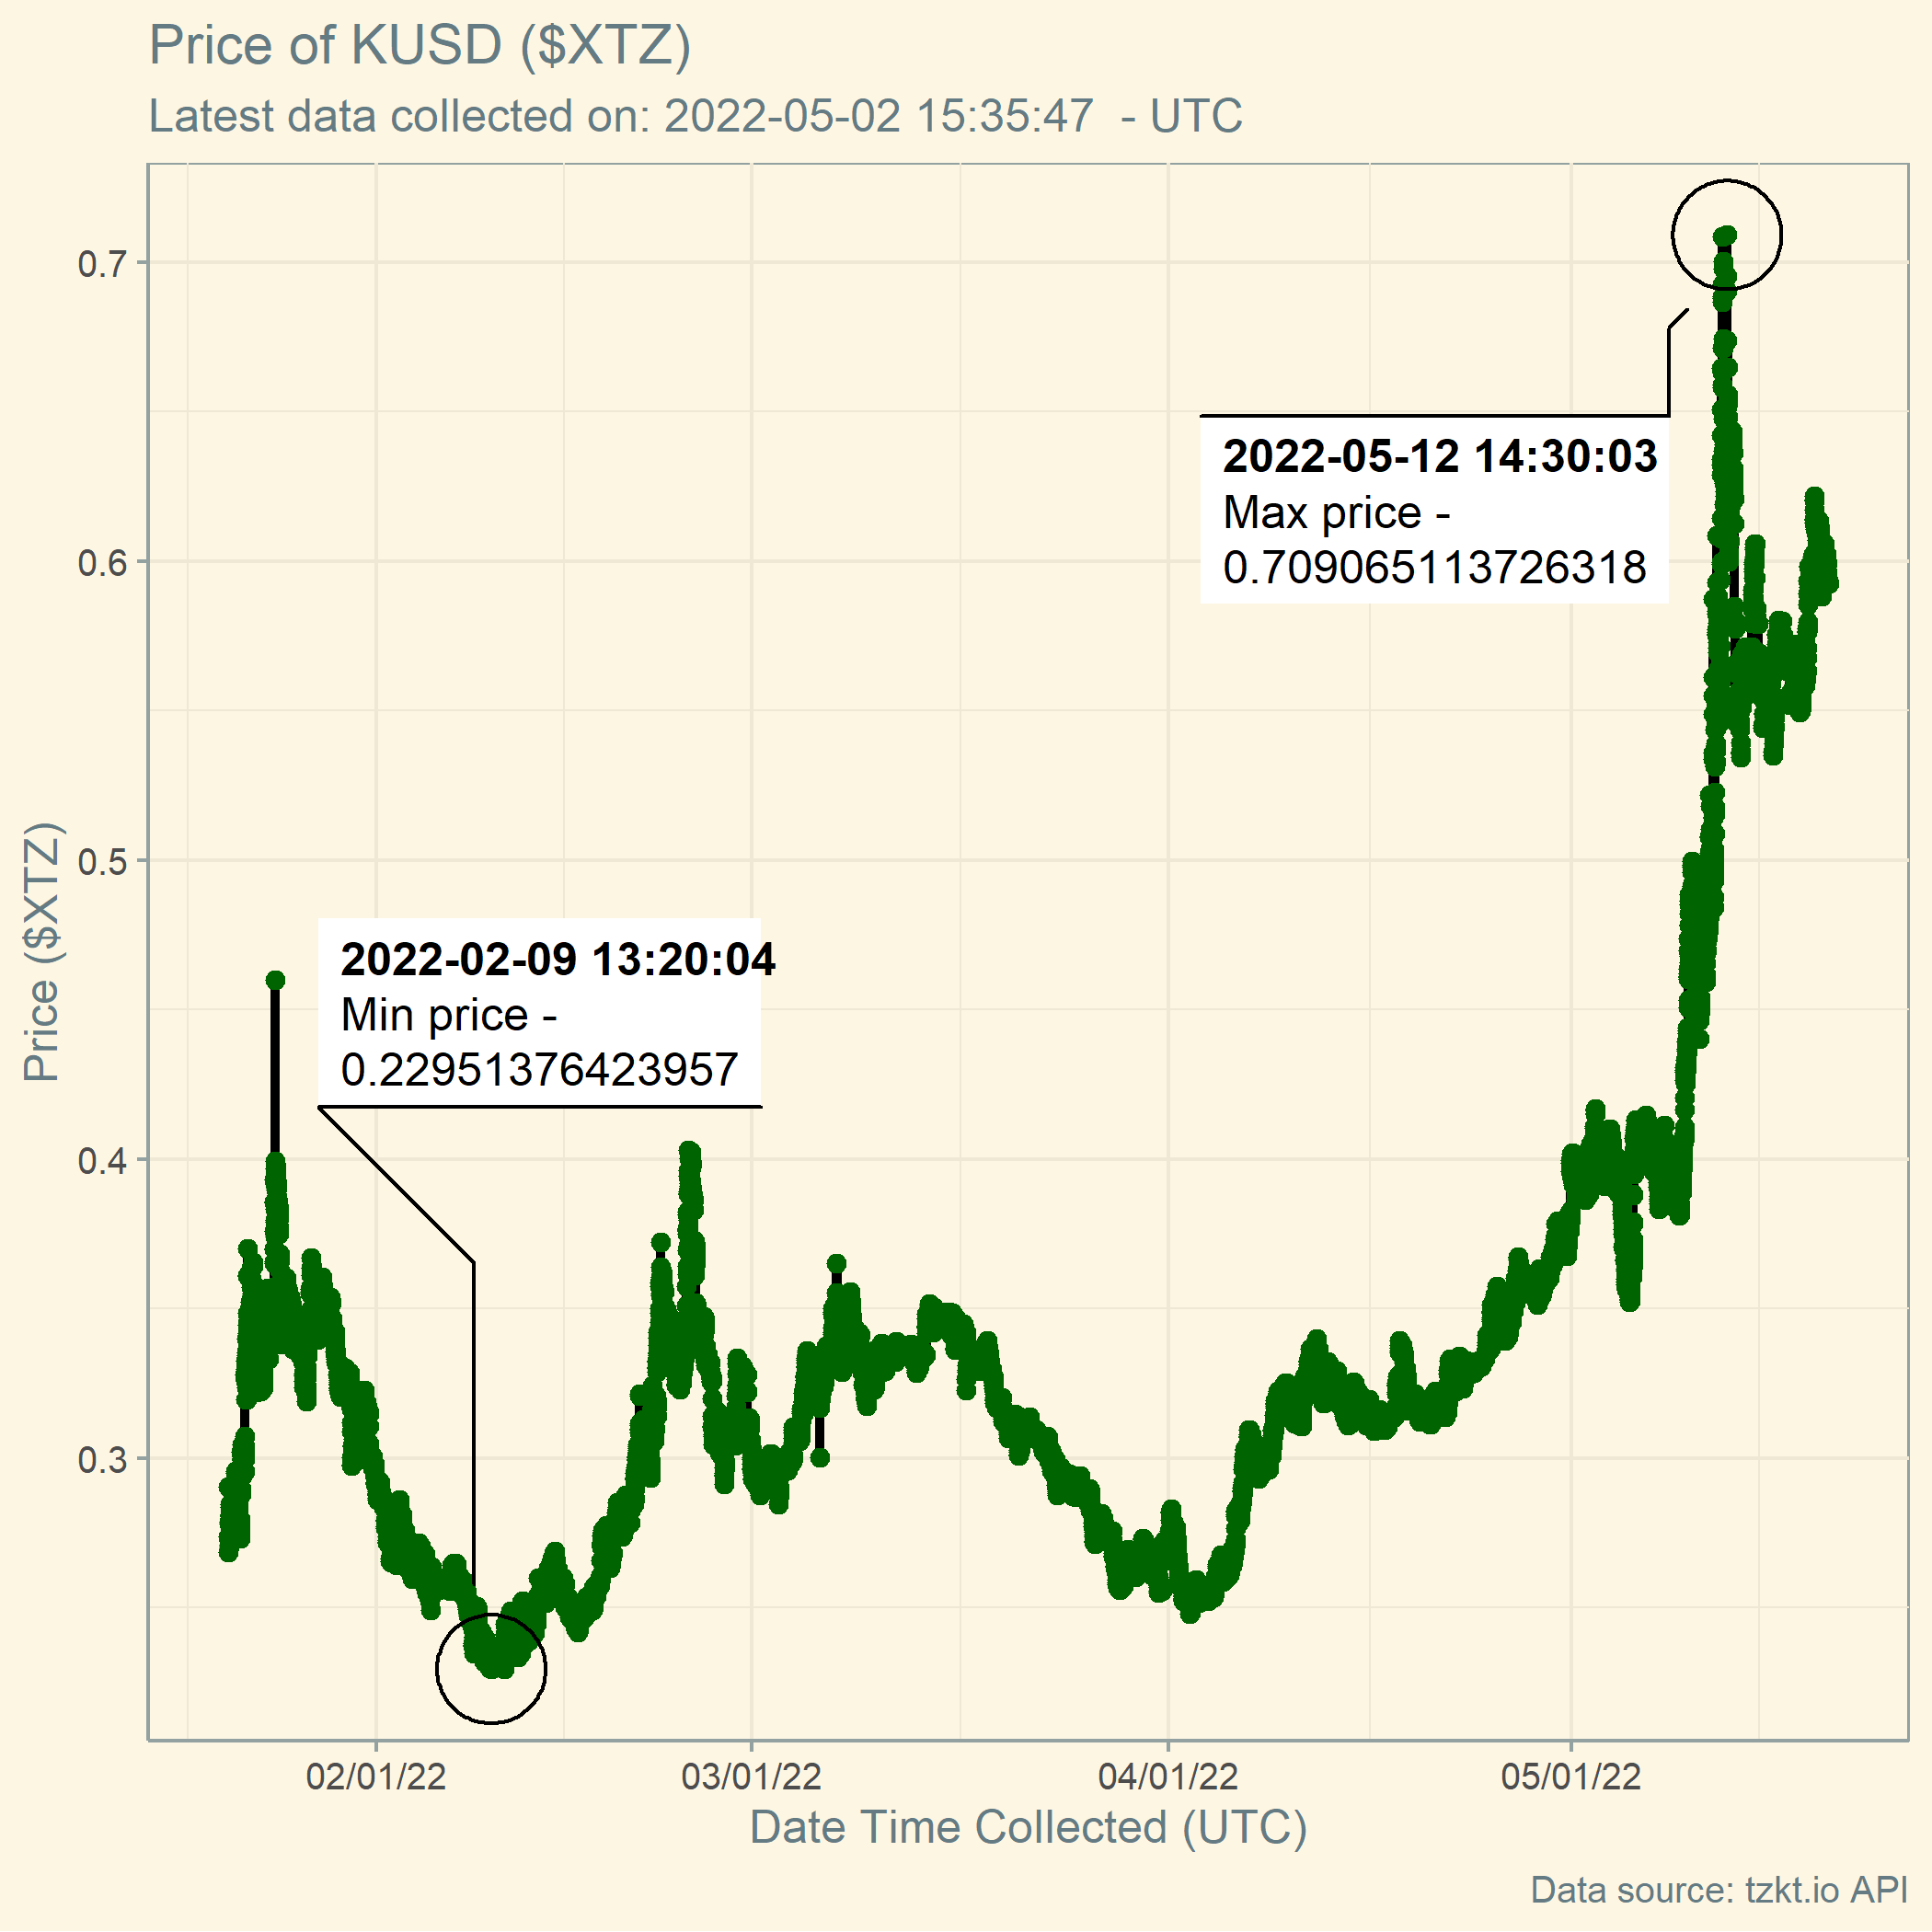 Price of KUSD ($XTZ)
Latest data collected on: 2022-05-02 15:35:47  - UTC
0.7
0.6
0.5
0.4
0.3
Price ($XTZ)
2022-05-12 14:30:03
Max price -
0.709065113726318
2022-02-09 13:20:04
Min price -
0.22951376423957
02/01/22
03/01/22
04/01/22
05/01/22
Date Time Collected (UTC)
Data source: tzkt.io API